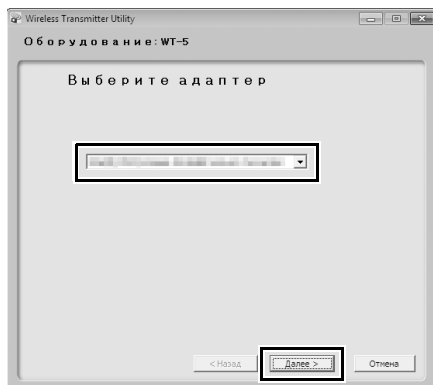 Wireless Transmitter Utility
Оборудование: WT-5
Выберите адаптер
< Назад
Далее >
Отмена